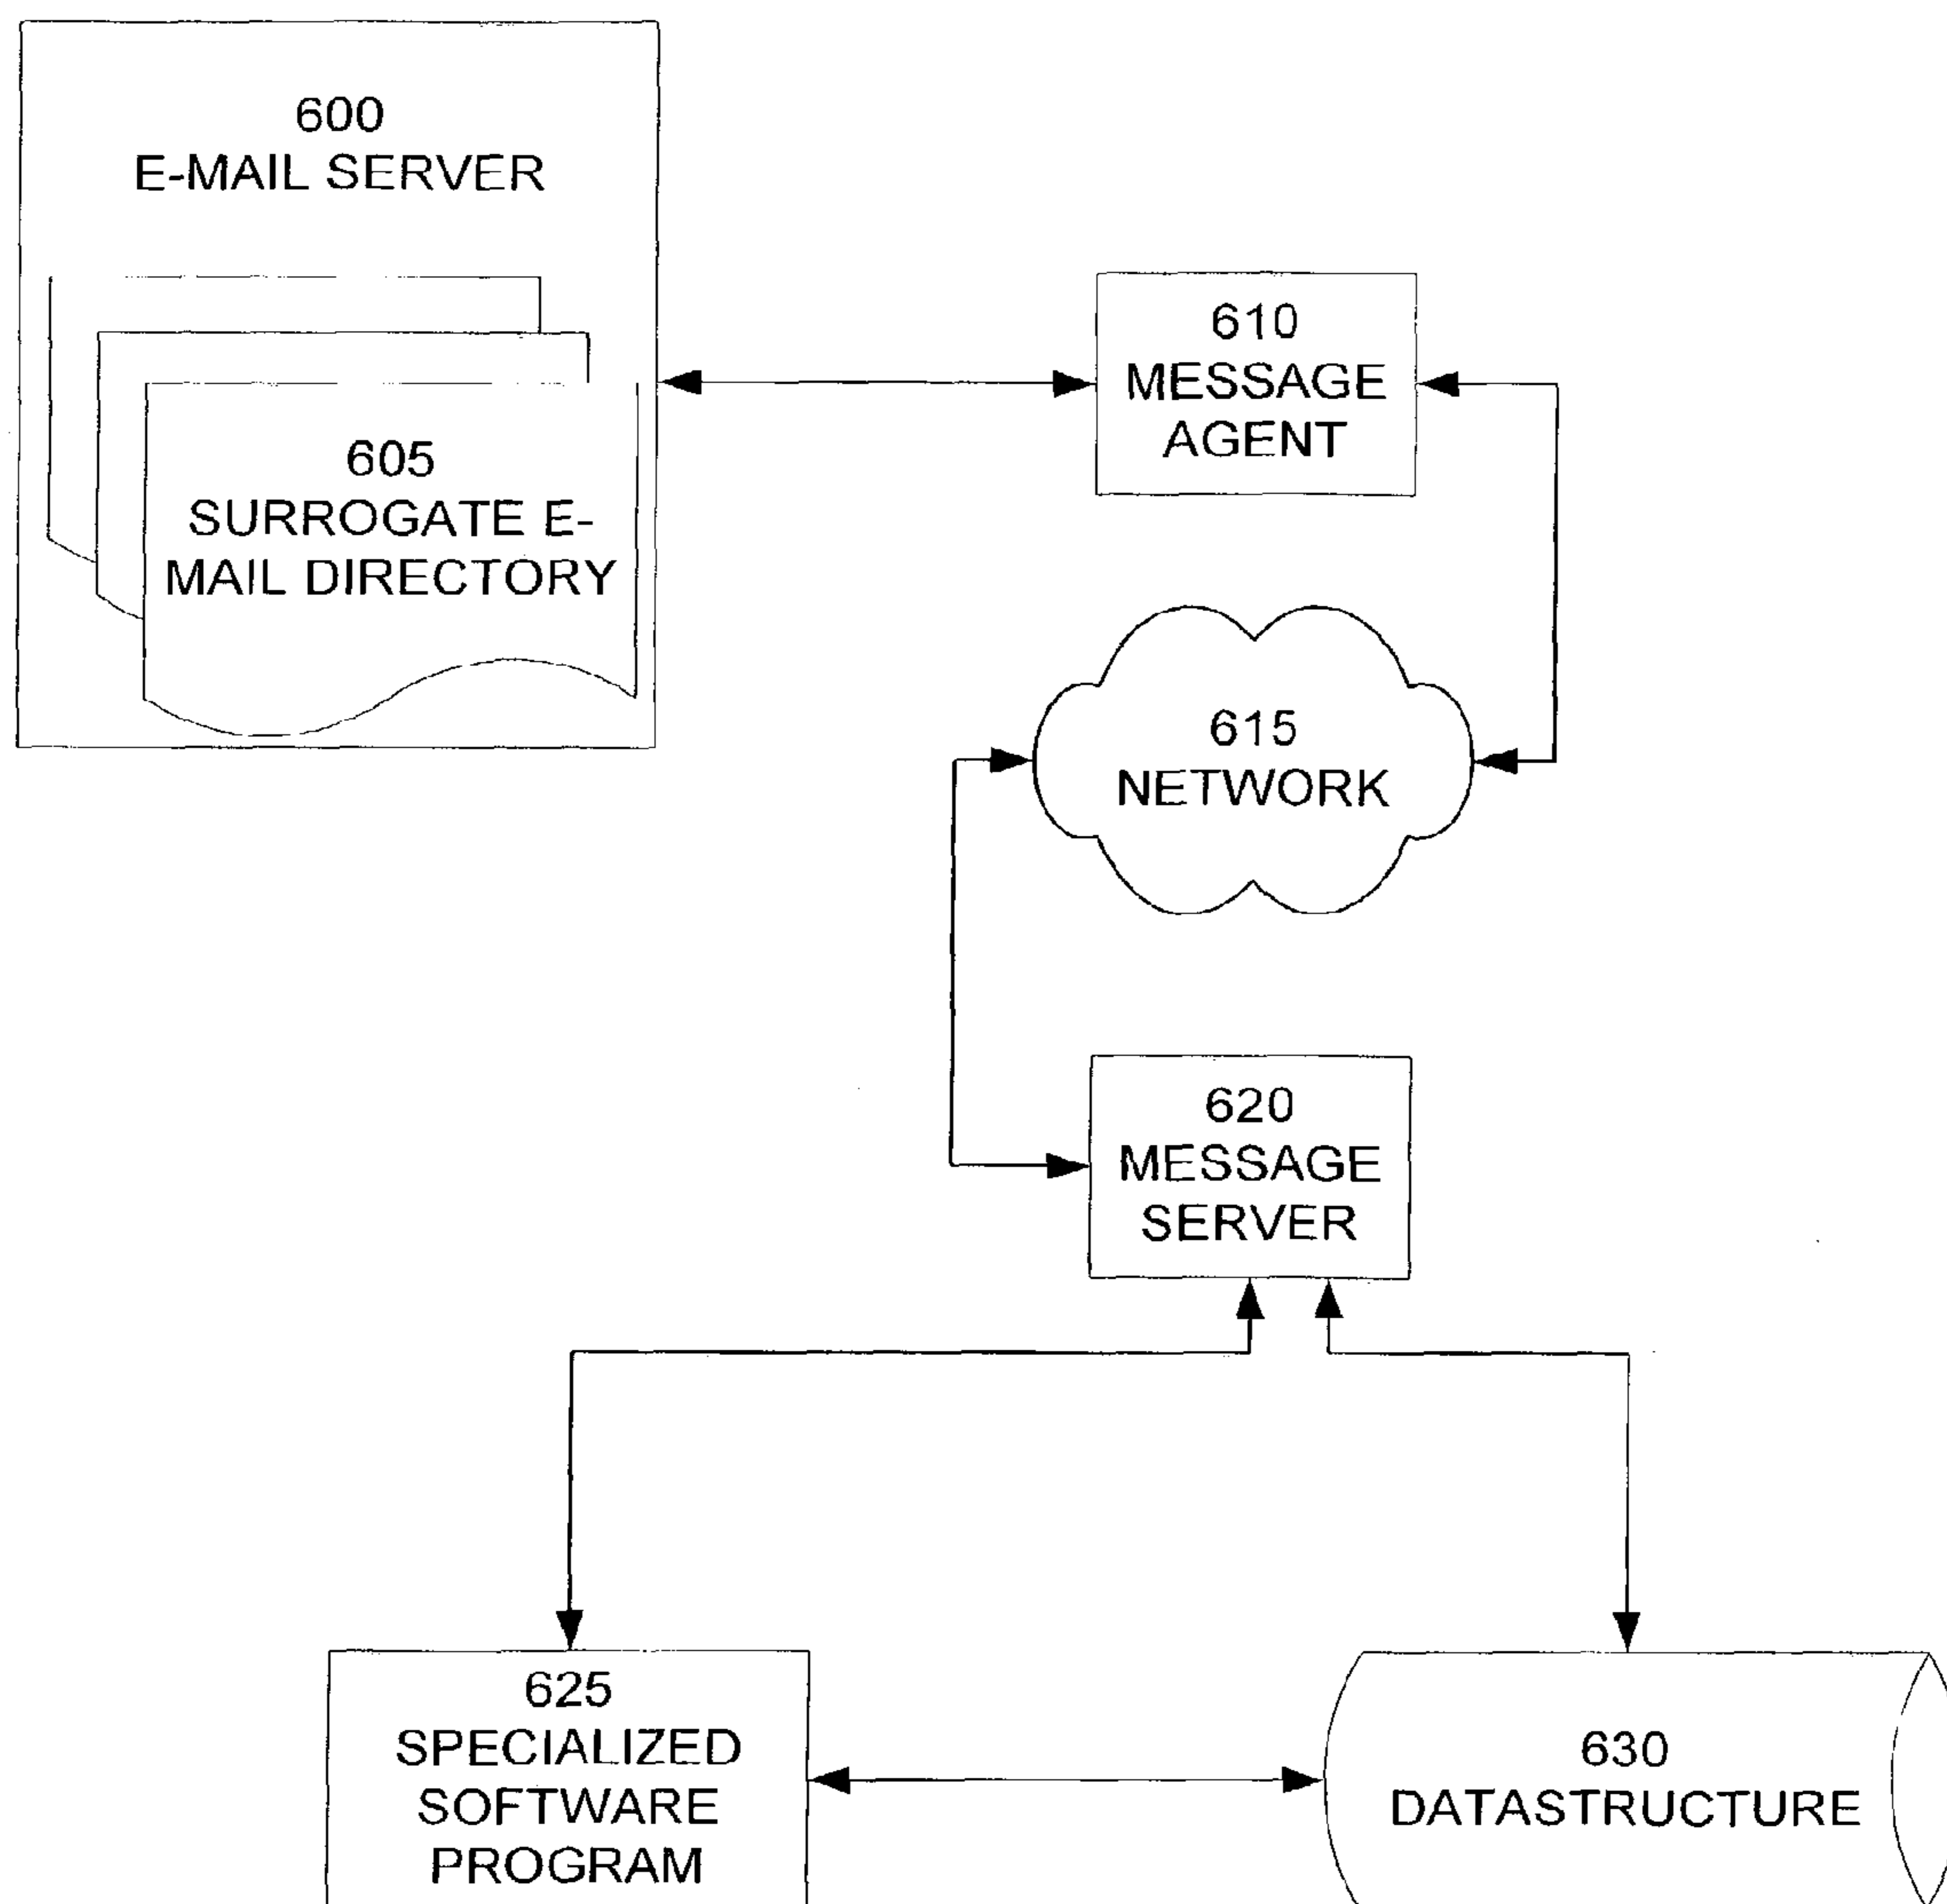 600
E-MAIL SERVER
605
SURROGATE E-
MAIL DIRECTORY
610
MESSAGE
AGENT
615
NETWORK
620
MESSAGE
SERVER
625
SPECIALIZED
SOFTWARE
PROGRAM
630
DATASTRUCTURE